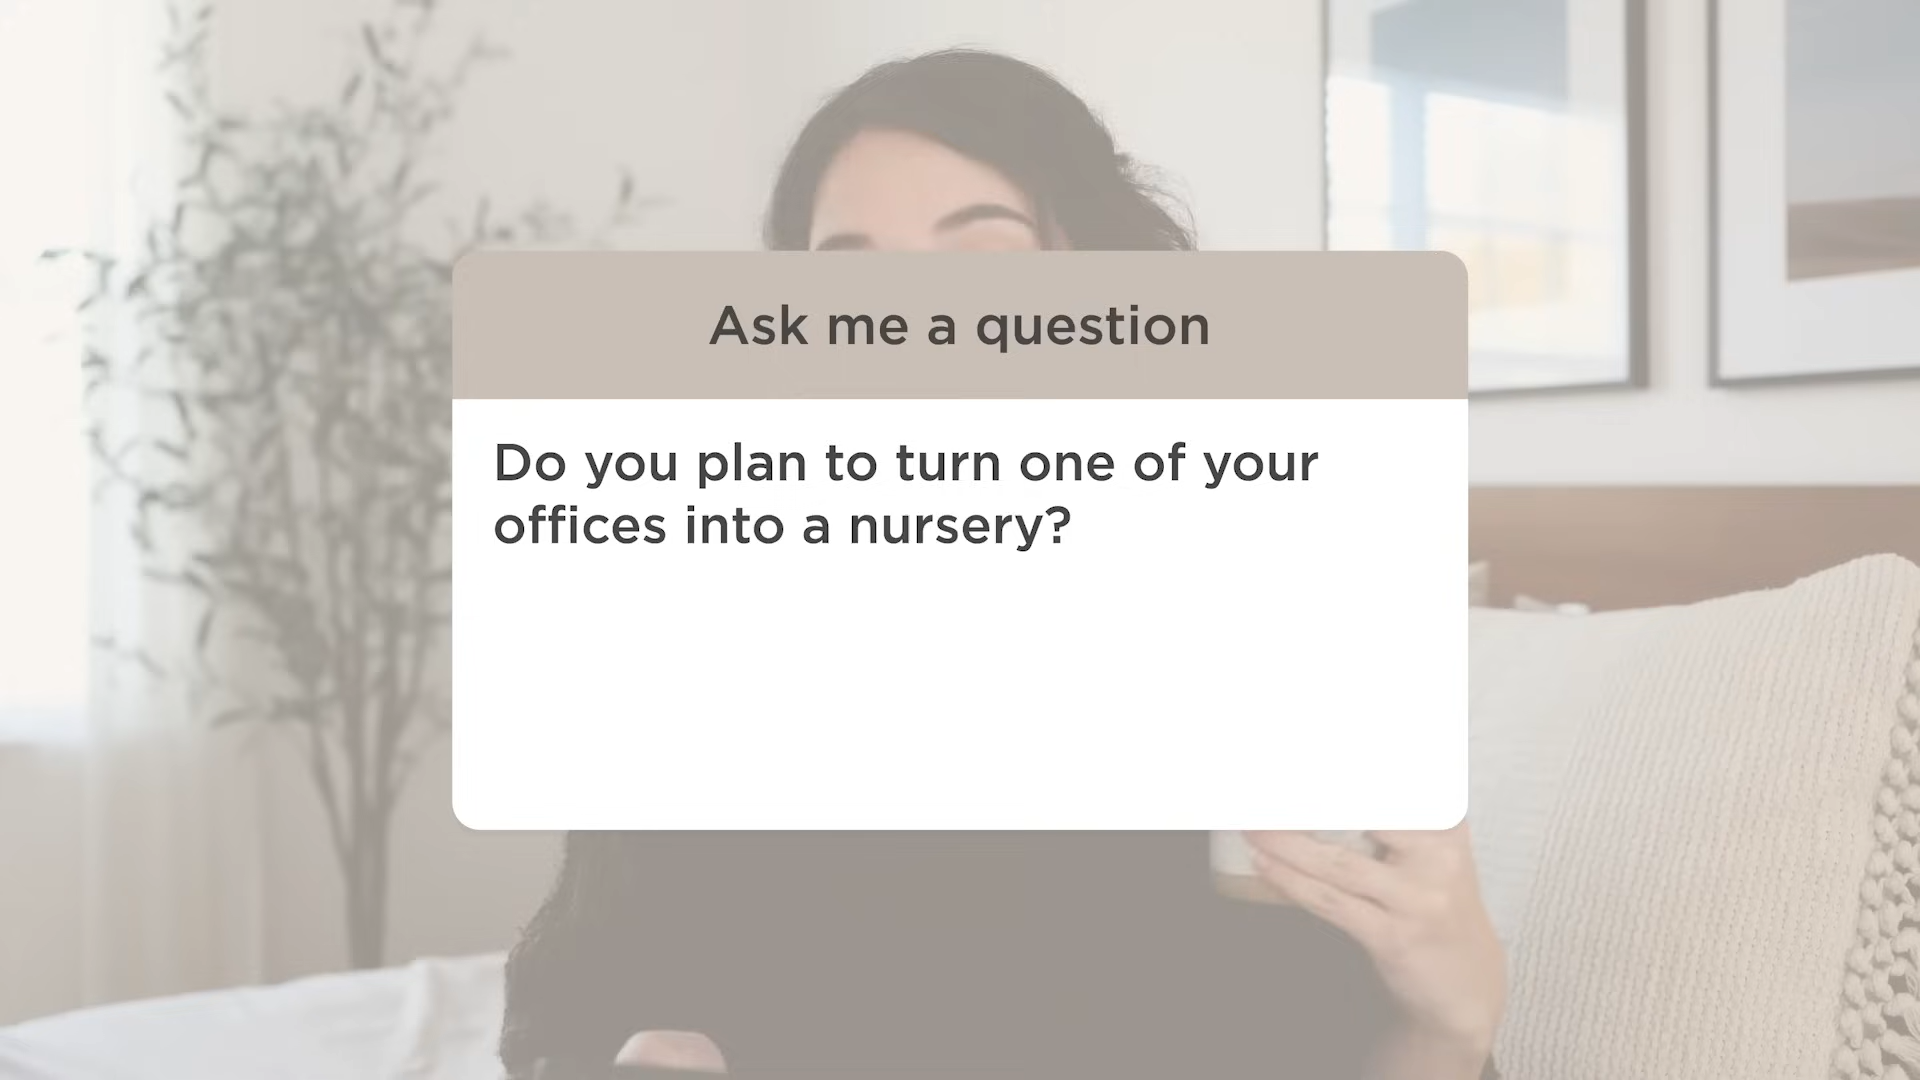 Ask me a question
Do you plan to turn one of your
offices into a nursery?